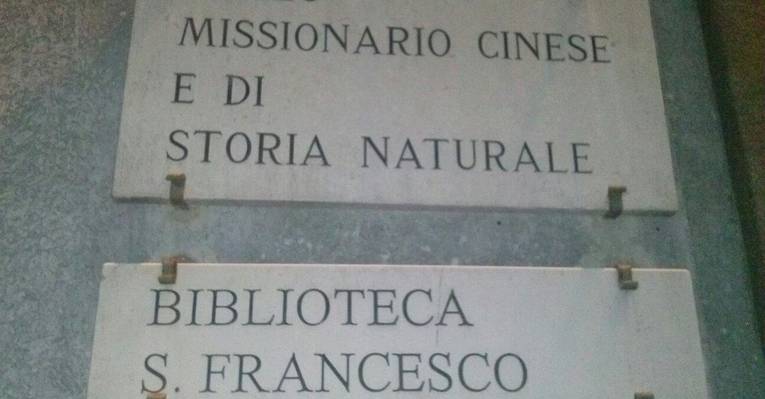 MISSIONARIO CINESE
E DI
STORIA NATURALE
BIBLIOTECA
S. FRANCESCO